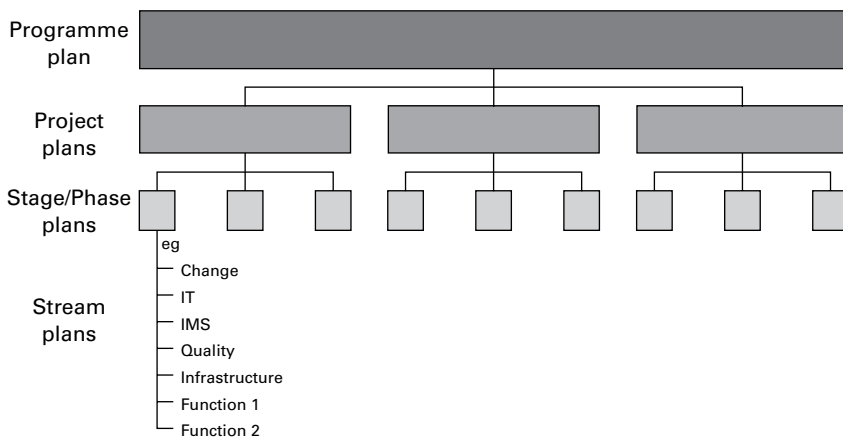 Programme
plan
Project
plans
Stage/Phase
plans
eg
Change
IT
Stream
plans
IMS
Quality
Infrastructure
Function 1
Function 2